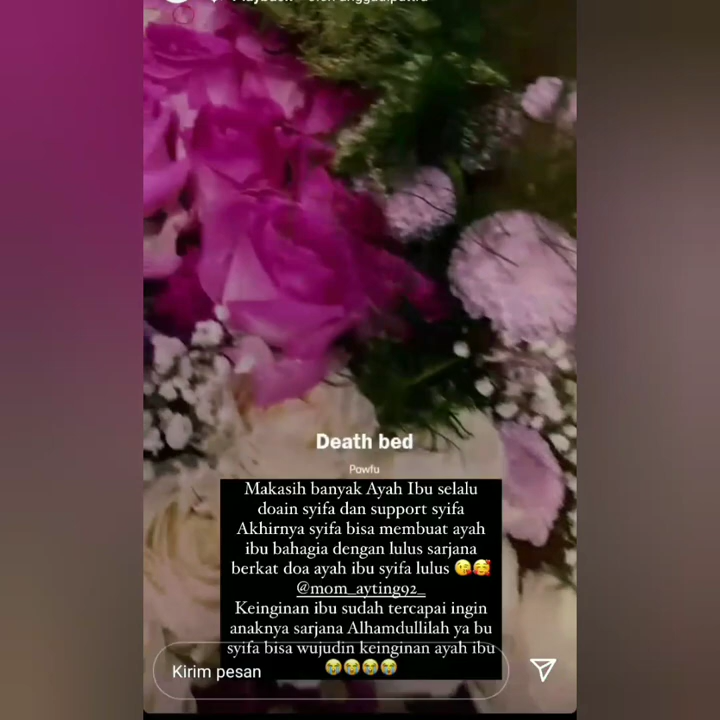 Death bed
Powfu
Makasih banyak Ayah Ibu selalu
doain syifa dan support syifa
Akhirnya syifa bisa membuat ayah
ibu bahagia dengan lulus sarjana
berkat doa ayah ibu syifa lulus 😘🥰
@mom_ayting92_
Keinginan ibu sudah tercapai ingin
anaknya sarjana Alhamdullilah ya bu
syifa bisa wujudin keinginan ayah ibu
😭😭😭😭
Kirim pesan